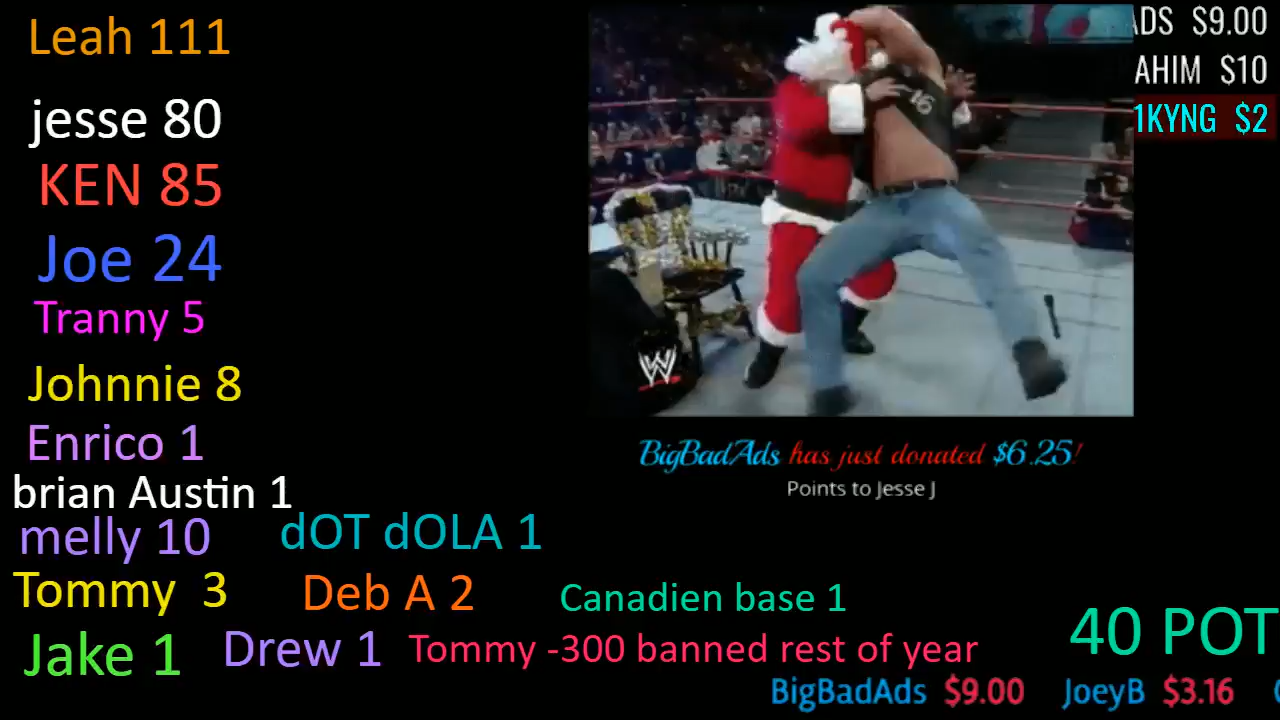 Leah 111
jesse 80
KEN 85
Joe 24
Tranny 5
Johnnie 8
Enrico 1
brian Austin 1
melly 10
dOT dOLA 1
Tommy 3
Deb A 2
Canadien base 1
Jake 1
Drew 1
Tommy -300 banned rest of year
ADS $9.00
AHIM $10
1KYNG $2
16
W
BigBadAds has just donated $6.25!
Points to Jesse J
40 POT
BigBadAds $9.00 JoeyB $3.16